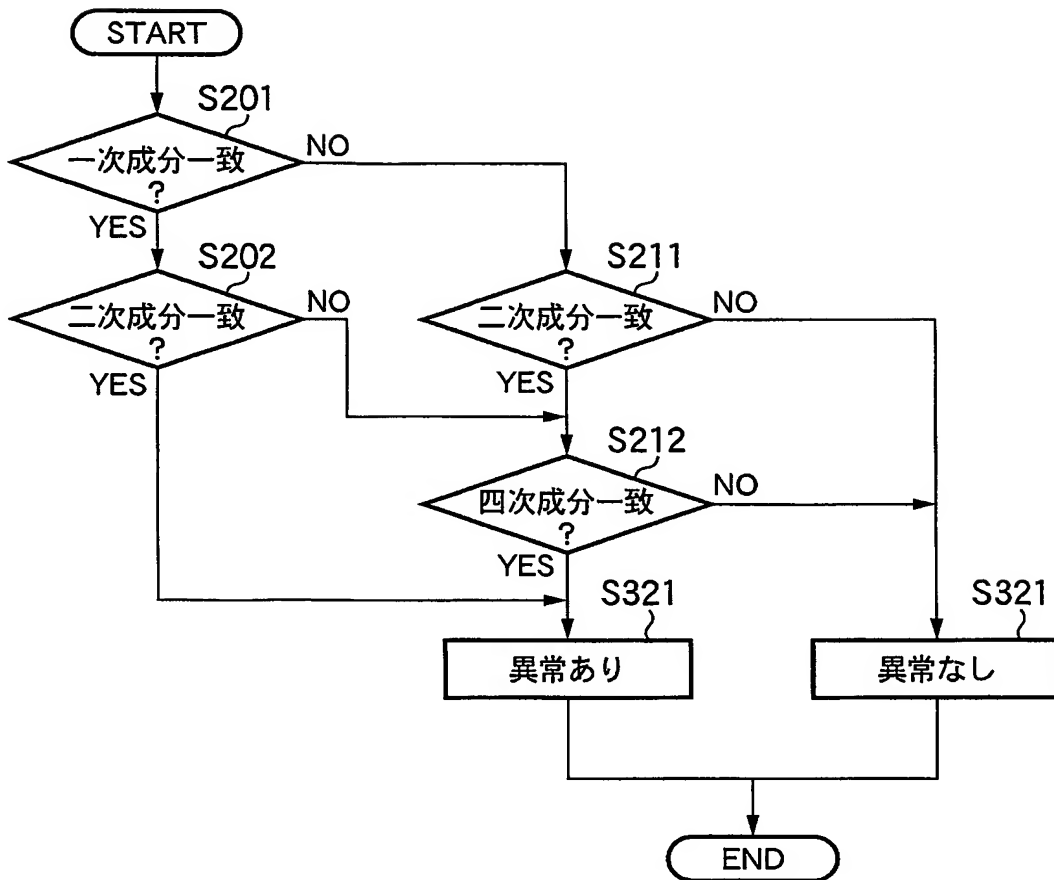 START
S201
一次成分一致
?
NO
YES
S202
二次成分一致
?
NO
YES
S211
二次成分一致
?
NO
YES
S212
四次成分一致
?
NO
YES
S321
異常あり
S321
異常なし
END